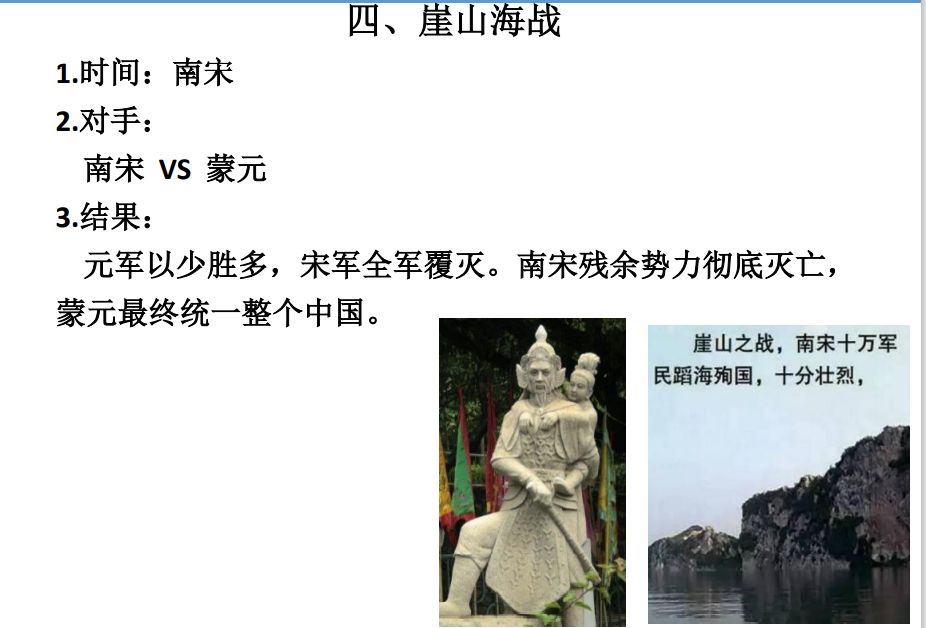 四、崖山海战
1.时间：南宋
2.对手：
南宋 VS 蒙元
3.结果：
元军以少胜多，宋军全军覆灭。南宋残余势力彻底灭亡，
蒙元最终统一整个中国。
崖山之战，南宋十万军
民蹈海殉国，十分壮烈，